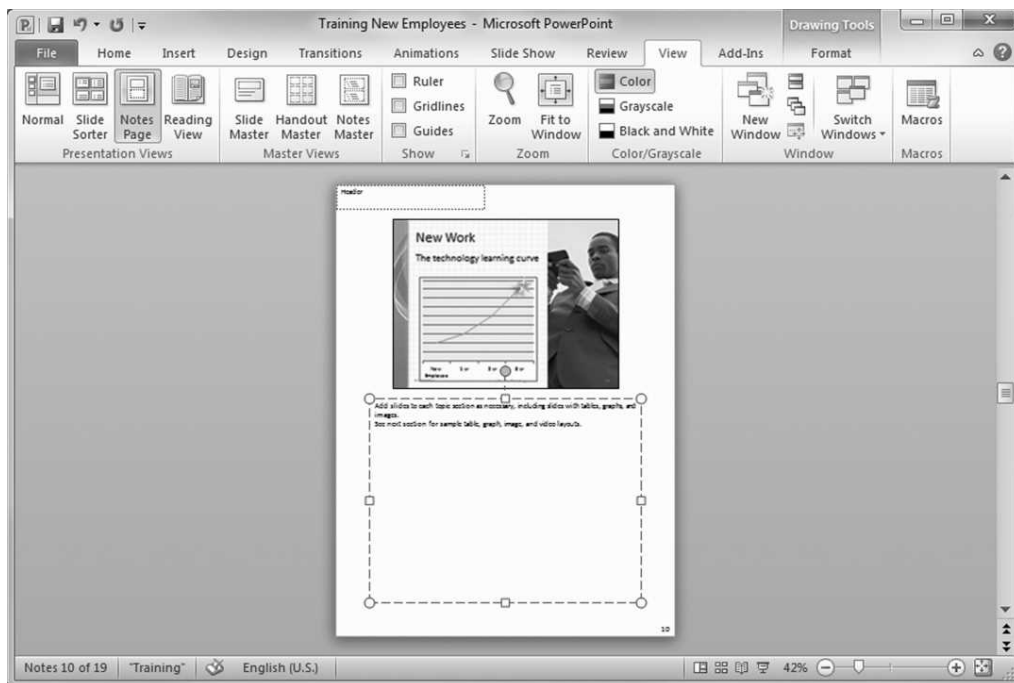 Training New Employees - Microsoft PowerPoint
Drawing Tools
File Home Insert Design Transitions Animations Slide Show Review View Add-Ins Format
Normal Slide Sorter Notes Page Reading View
Presentation Views
Slide Master Handout Master Notes Master
Master Views
Ruler
Gridlines
Guides
Show
Zoom Fit to Window
Zoom
Color
Grayscale
Black and White
Color/Grayscale
New Window Switch Windows
Window
Macros
Macros
Header
New Work
The technology learning curve
New Employee
Add slides to each topic section as necessary, including slides with tables, graphs, and
images.
See next section for sample table, graph, image, and video layouts.
10
Notes 10 of 19 "Training" English (U.S.) 42%